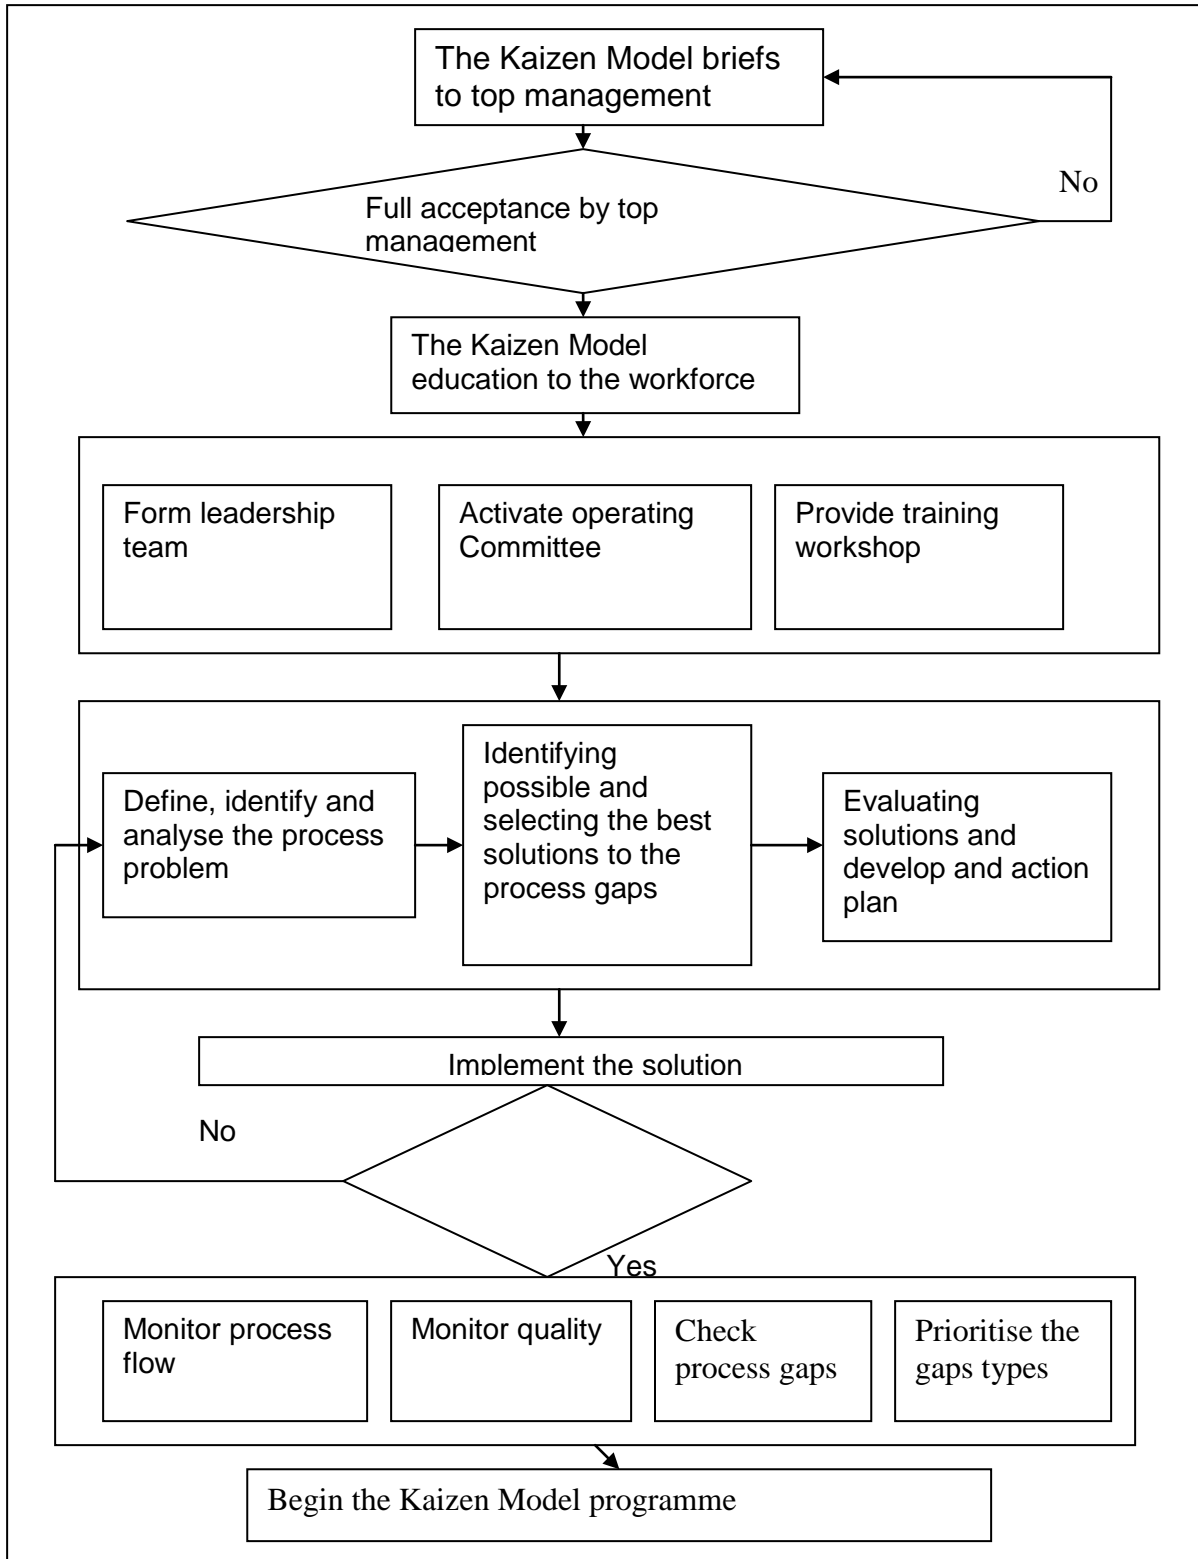 The Kaizen Model briefs
to top management
No
Full acceptance by top
management
The Kaizen Model
education to the workforce
Form leadership
team
Activate operating
Committee
Provide training
workshop
Define, identify and
analyse the process
problem
Identifying
possible and
selecting the best
solutions to the
process gaps
Evaluating
solutions and
develop and action
plan
Implement the solution
No
Yes
Monitor process
flow
Monitor quality
Check
process gaps
Prioritise the
gaps types
Begin the Kaizen Model programme